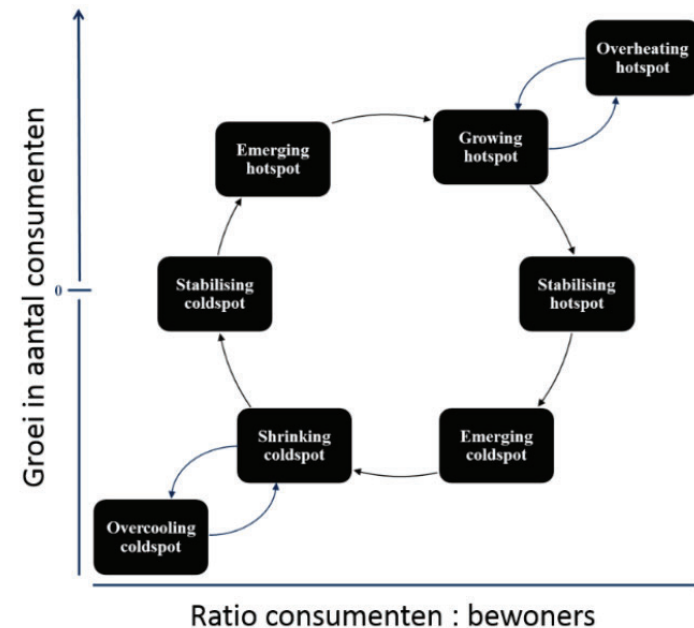 Groei in aantal consumenten
0
Overheating
hotspot
Growing
hotspot
Emerging
hotspot
Stabilising
coldspot
Stabilising
hotspot
Shrinking
coldspot
Emerging
coldspot
Overcooling
coldspot
Ratio consumenten : bewoners